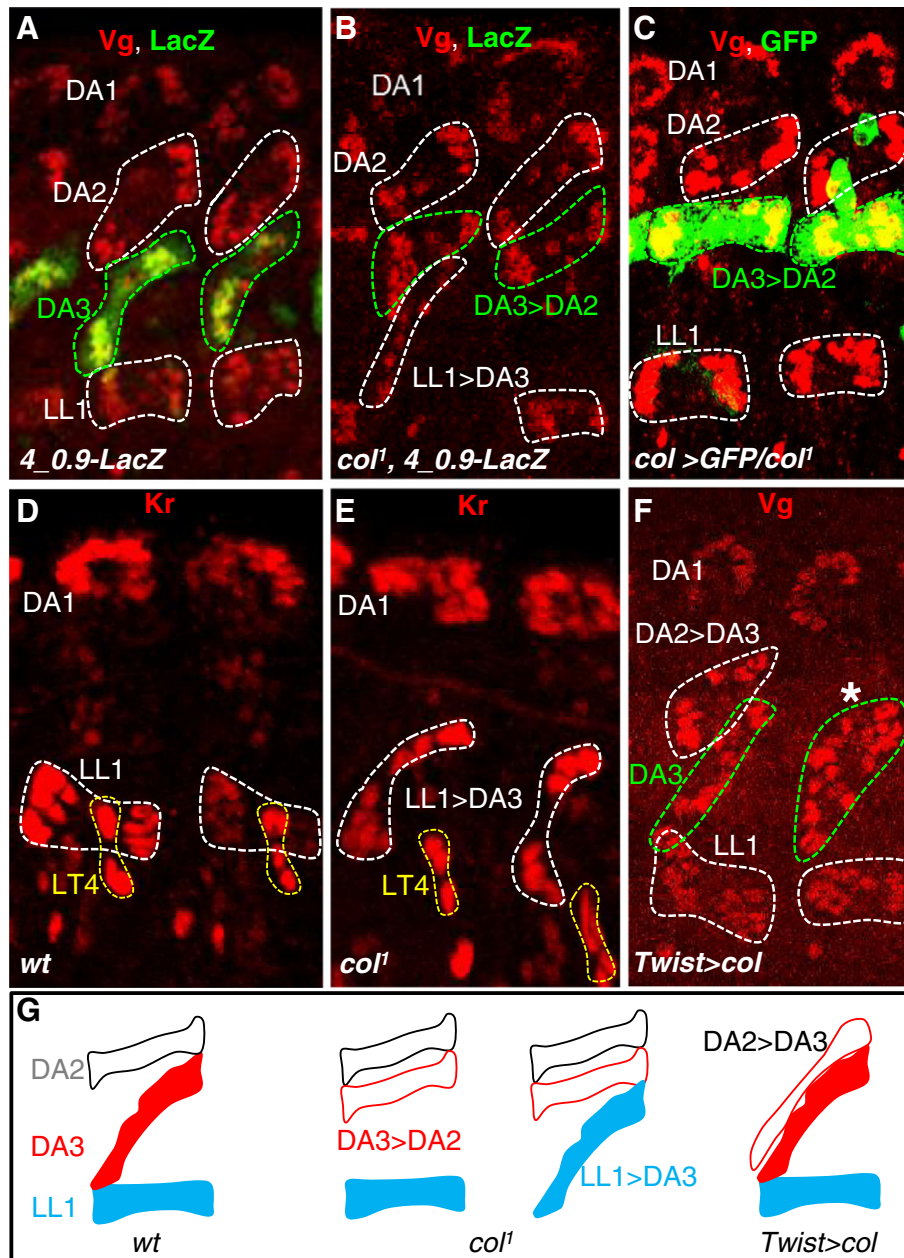 A
Vg, LacZ
DA1
DA2
DA3
LL1
4_0.9-LacZ
B
Vg, LacZ
DA1
DA2
DA3>DA2
LL1>DA3
col¹, 4_0.9-LacZ
C
Vg, GFP
DA1
DA2
DA3>DA2
LL1
col >GFP/col¹
D
Kr
DA1
LL1
LT4
wt
E
Kr
DA1
LL1>DA3
LT4
col¹
F
Vg
DA1
DA2>DA3
*
DA3
LL1
Twist>col
G
DA2
DA3
LL1
wt
DA3>DA2
LL1>DA3
col¹
DA2>DA3
Twist>col